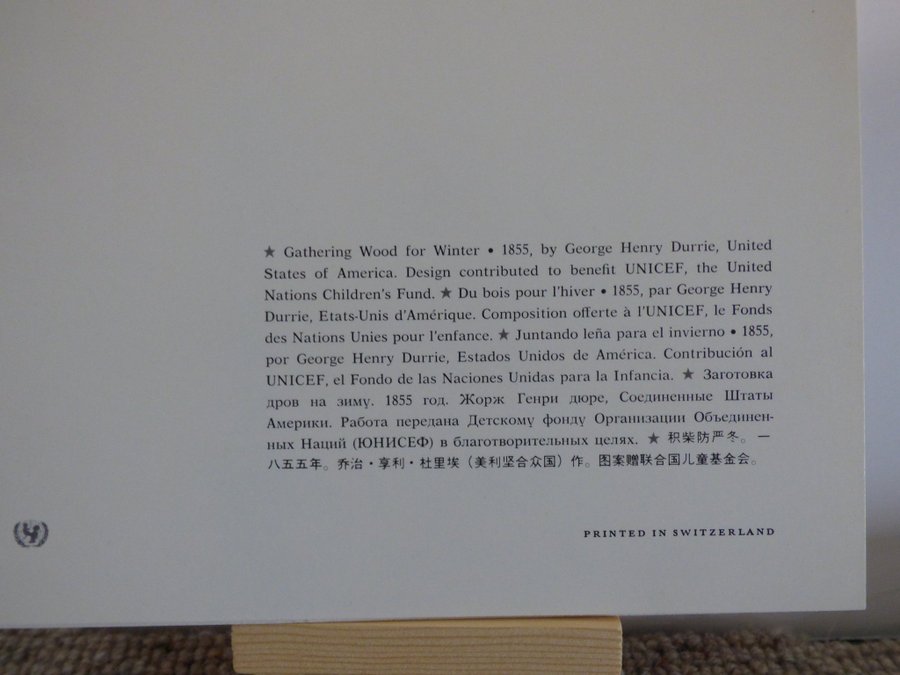 ★ Gathering Wood for Winter • 1855, by George Henry Durrie, United
States of America. Design contributed to benefit UNICEF, the United
Nations Children's Fund. ★ Du bois pour l'hiver • 1855, par George Henry
Durrie, Etats-Unis d'Amérique. Composition offerte à l'UNICEF, le Fonds
des Nations Unies pour l'enfance. ★ Juntando leña para el invierno • 1855,
por George Henry Durrie, Estados Unidos de América. Contribución al
UNICEF, el Fondo de las Naciones Unidas para la Infancia. ★ Заготовка
дров на зиму. 1855 год. Жорж Генри дюре, Соединенные Штаты
Америки. Работа передана Детскому фонду Организации Объединен-
ных Наций (ЮНИСЕФ) в благотворительных целях. ★ 积柴防严冬。一
八五五年。乔治·享利·杜里埃（美利坚合众国）作。图案赠联合国儿童基金会。
PRINTED IN SWITZERLAND